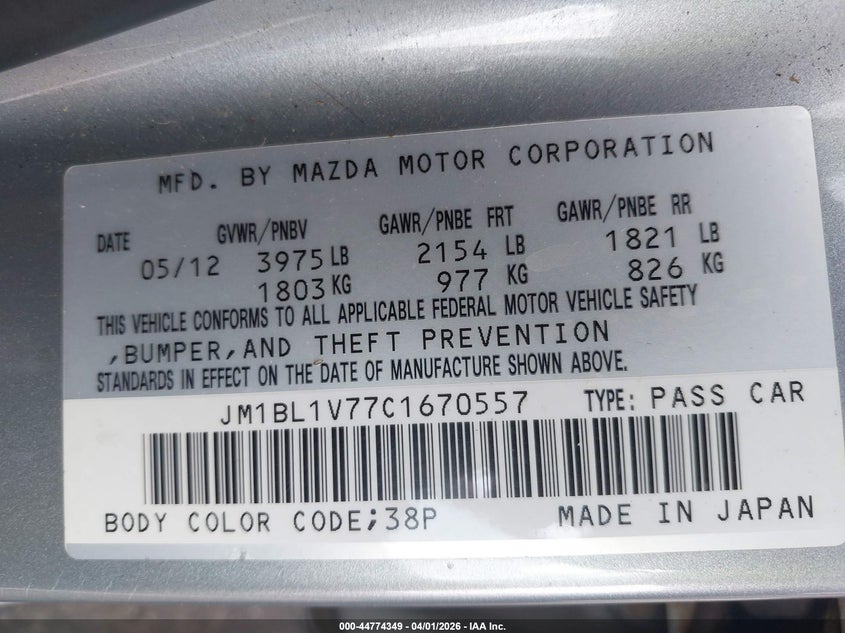 MFD. BY MAZDA MOTOR CORPORATION
DATE GVWR/PNBV GAWR/PNBE FRT GAWR/PNBE RR
05/12 3975 LB 2154 LB 1821 LB
1803 KG 977 KG 826 KG
THIS VEHICLE CONFORMS TO ALL APPLICABLE FEDERAL MOTOR VEHICLE SAFETY
,BUMPER,AND THEFT PREVENTION
STANDARDS IN EFFECT ON THE DATE OF MANUFACTURE SHOWN ABOVE.
JM1BL1V77C1670557 TYPE: PASS CAR
BODY COLOR CODE;38P MADE IN JAPAN
000-44774349 - 04/01/2026 - IAA Inc.